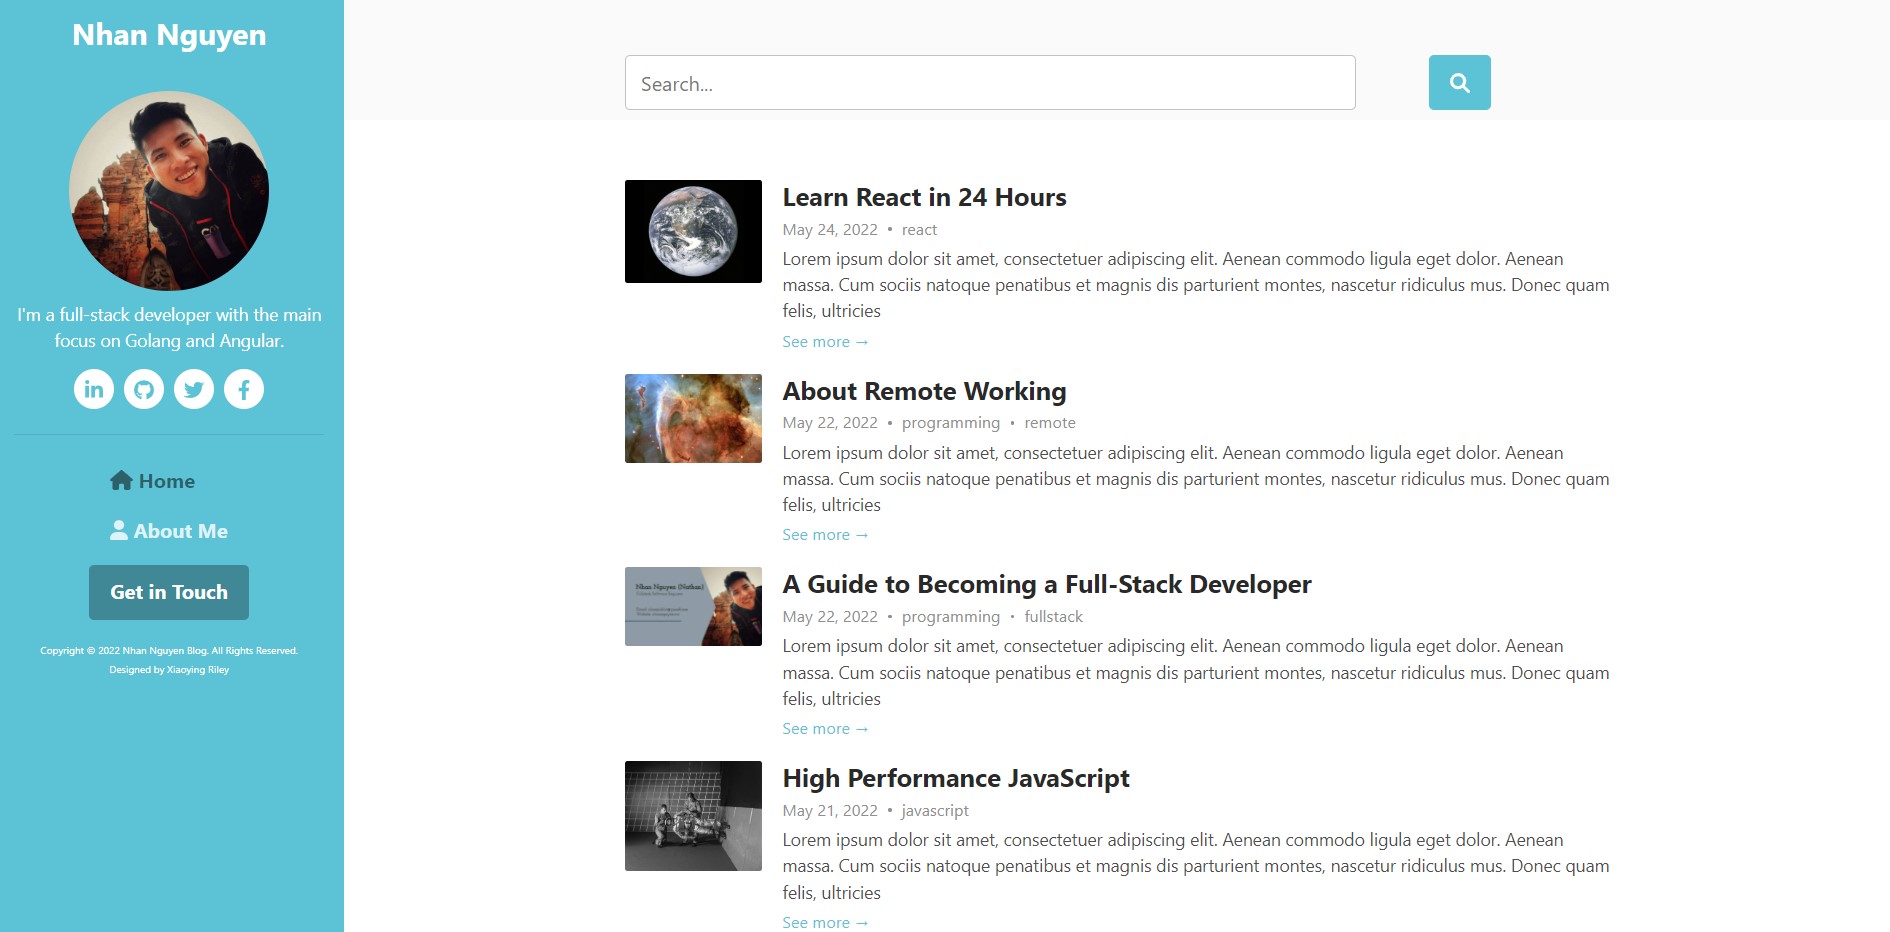 Nhan Nguyen
I'm a full-stack developer with the main
focus on Golang and Angular.
Home
About Me
Get in Touch
Copyright © 2022 Nhan Nguyen Blog. All Rights Reserved.
Designed by Xiaoying Riley
Search...
Learn React in 24 Hours
May 24, 2022 • react
Lorem ipsum dolor sit amet, consectetuer adipiscing elit. Aenean commodo ligula eget dolor. Aenean
massa. Cum sociis natoque penatibus et magnis dis parturient montes, nascetur ridiculus mus. Donec quam
felis, ultricies
See more →
About Remote Working
May 22, 2022 • programming • remote
Lorem ipsum dolor sit amet, consectetuer adipiscing elit. Aenean commodo ligula eget dolor. Aenean
massa. Cum sociis natoque penatibus et magnis dis parturient montes, nascetur ridiculus mus. Donec quam
felis, ultricies
See more →
Nhan Nguyen (Nathan)
A Guide to Becoming a Full-Stack Developer
May 22, 2022 • programming • fullstack
Lorem ipsum dolor sit amet, consectetuer adipiscing elit. Aenean commodo ligula eget dolor. Aenean
massa. Cum sociis natoque penatibus et magnis dis parturient montes, nascetur ridiculus mus. Donec quam
felis, ultricies
See more →
High Performance JavaScript
May 21, 2022 • javascript
Lorem ipsum dolor sit amet, consectetuer adipiscing elit. Aenean commodo ligula eget dolor. Aenean
massa. Cum sociis natoque penatibus et magnis dis parturient montes, nascetur ridiculus mus. Donec quam
felis, ultricies
See more →